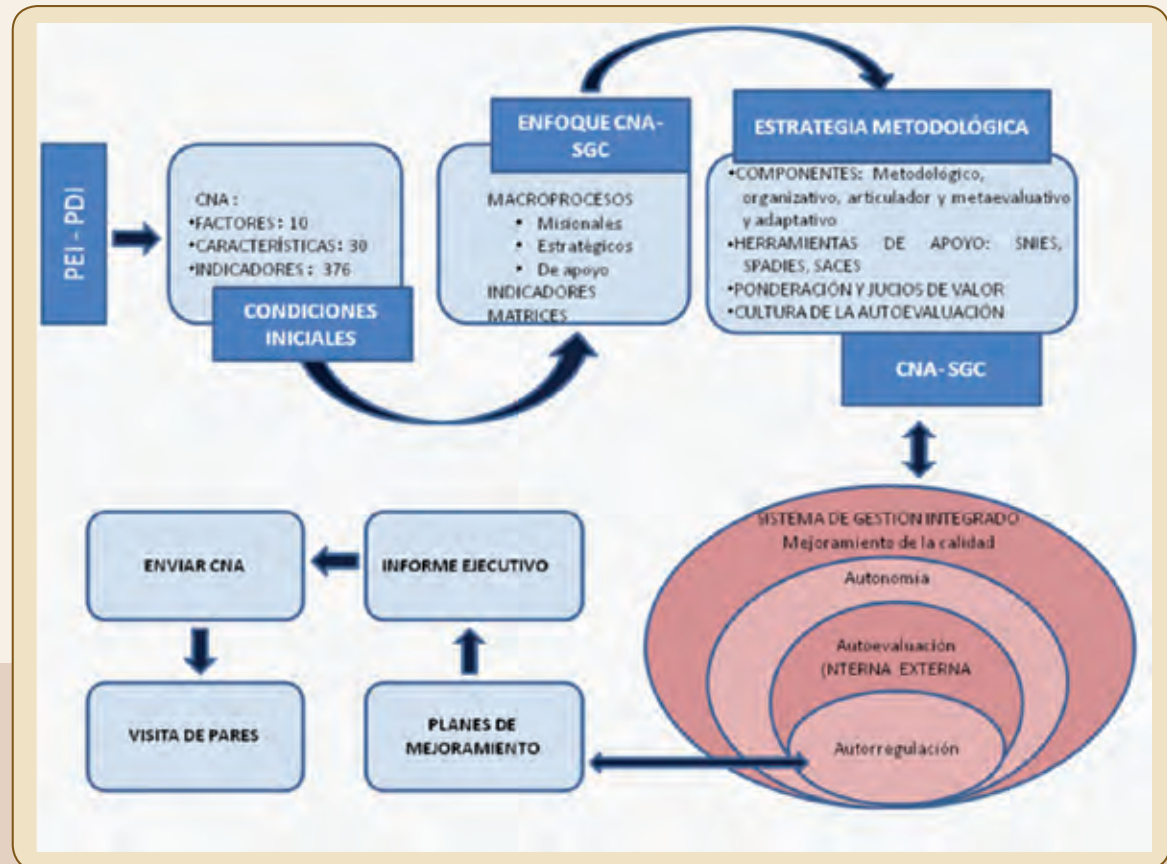 PEI - PDI
CNA :
•FACTORES: 10
•CARACTERÍSTICAS: 30
•INDICADORES : 376
CONDICIONES
INICIALES
ENFOQUE CNA-
SGC
MACROPROCESOS
• Misionales
• Estratégicos
• De apoyo
INDICADORES
MATRICES
ESTRATEGIA METODOLÓGICA
•COMPONENTES: Metodológico,
organizativo, articulador y metaevaluativo
y adaptativo
•HERRAMIENTAS DE APOYO: SNIES,
SPADIES, SACES
•PONDERACIÓN Y JUCIOS DE VALOR
•CULTURA DE LA AUTOEVALUACIÓN
CNA- SGC
SISTEMA DE GESTIÓN INTEGRADO
Mejoramiento de la calidad
Autonomía
Autoevaluación
(NTERNA EXTERNA
Autorregulación
PLANES DE
MEJORAMIENTO
INFORME EJECUTIVO
ENVIAR CNA
VISITA DE PARES